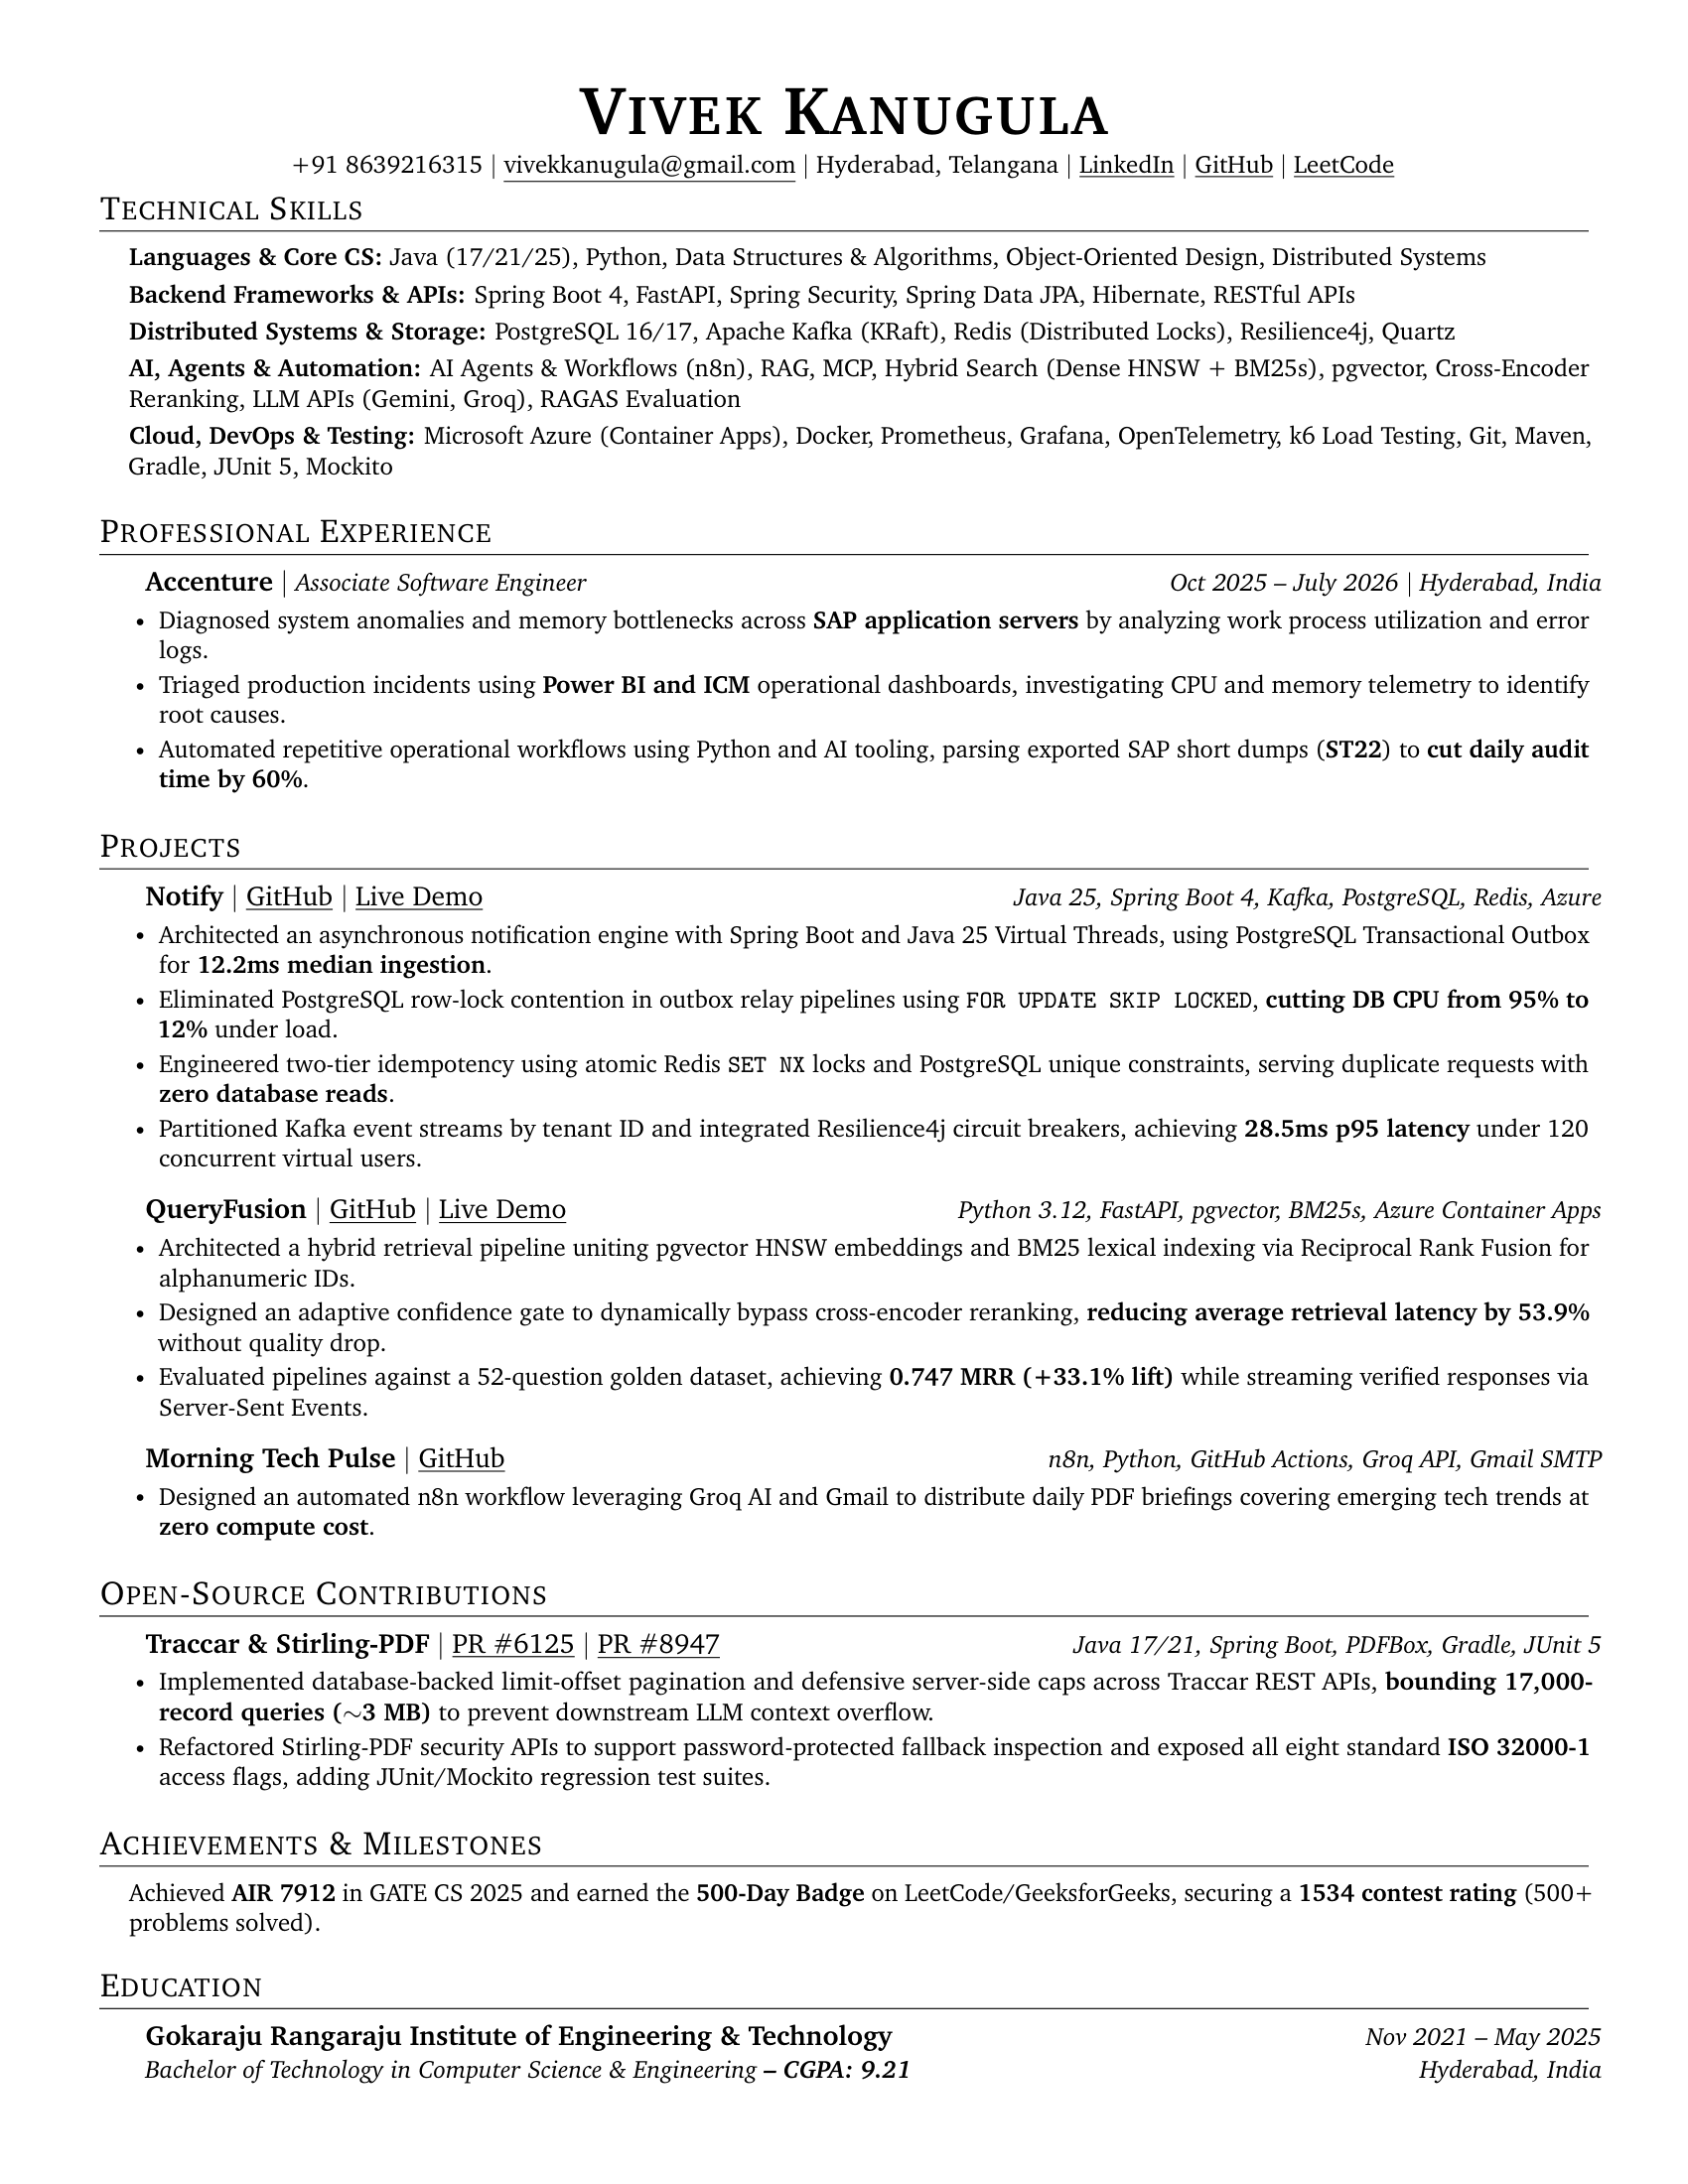 Vivek Kanugula
+91 8639216315 | vivekkanugula@gmail.com | Hyderabad, Telangana | LinkedIn | GitHub | LeetCode
Technical Skills
Languages & Core CS: Java (17/21/25), Python, Data Structures & Algorithms, Object-Oriented Design, Distributed Systems
Backend Frameworks & APIs: Spring Boot 4, FastAPI, Spring Security, Spring Data JPA, Hibernate, RESTful APIs
Distributed Systems & Storage: PostgreSQL 16/17, Apache Kafka (KRaft), Redis (Distributed Locks), Resilience4j, Quartz
AI, Agents & Automation: AI Agents & Workflows (n8n), RAG, MCP, Hybrid Search (Dense HNSW + BM25s), pgvector, Cross-Encoder
Reranking, LLM APIs (Gemini, Groq), RAGAS Evaluation
Cloud, DevOps & Testing: Microsoft Azure (Container Apps), Docker, Prometheus, Grafana, OpenTelemetry, k6 Load Testing, Git, Maven,
Gradle, JUnit 5, Mockito
Professional Experience
Accenture | Associate Software Engineer Oct 2025 – July 2026 | Hyderabad, India
• Diagnosed system anomalies and memory bottlenecks across SAP application servers by analyzing work process utilization and error
logs.
• Triaged production incidents using Power BI and ICM operational dashboards, investigating CPU and memory telemetry to identify
root causes.
• Automated repetitive operational workflows using Python and AI tooling, parsing exported SAP short dumps (ST22) to cut daily audit
time by 60%.
Projects
Notify | GitHub | Live Demo Java 25, Spring Boot 4, Kafka, PostgreSQL, Redis, Azure
• Architected an asynchronous notification engine with Spring Boot and Java 25 Virtual Threads, using PostgreSQL Transactional Outbox
for 12.2ms median ingestion.
• Eliminated PostgreSQL row-lock contention in outbox relay pipelines using FOR UPDATE SKIP LOCKED, cutting DB CPU from 95% to
12% under load.
• Engineered two-tier idempotency using atomic Redis SET NX locks and PostgreSQL unique constraints, serving duplicate requests with
zero database reads.
• Partitioned Kafka event streams by tenant ID and integrated Resilience4j circuit breakers, achieving 28.5ms p95 latency under 120
concurrent virtual users.
QueryFusion | GitHub | Live Demo Python 3.12, FastAPI, pgvector, BM25s, Azure Container Apps
• Architected a hybrid retrieval pipeline uniting pgvector HNSW embeddings and BM25 lexical indexing via Reciprocal Rank Fusion for
alphanumeric IDs.
• Designed an adaptive confidence gate to dynamically bypass cross-encoder reranking, reducing average retrieval latency by 53.9%
without quality drop.
• Evaluated pipelines against a 52-question golden dataset, achieving 0.747 MRR (+33.1% lift) while streaming verified responses via
Server-Sent Events.
Morning Tech Pulse | GitHub n8n, Python, GitHub Actions, Groq API, Gmail SMTP
• Designed an automated n8n workflow leveraging Groq AI and Gmail to distribute daily PDF briefings covering emerging tech trends at
zero compute cost.
Open-Source Contributions
Traccar & Stirling-PDF | PR #6125 | PR #8947 Java 17/21, Spring Boot, PDFBox, Gradle, JUnit 5
• Implemented database-backed limit-offset pagination and defensive server-side caps across Traccar REST APIs, bounding 17,000-
record queries (~3 MB) to prevent downstream LLM context overflow.
• Refactored Stirling-PDF security APIs to support password-protected fallback inspection and exposed all eight standard ISO 32000-1
access flags, adding JUnit/Mockito regression test suites.
Achievements & Milestones
Achieved AIR 7912 in GATE CS 2025 and earned the 500-Day Badge on LeetCode/GeeksforGeeks, securing a 1534 contest rating (500+
problems solved).
Education
Gokaraju Rangaraju Institute of Engineering & Technology Nov 2021 – May 2025
Bachelor of Technology in Computer Science & Engineering – CGPA: 9.21 Hyderabad, India